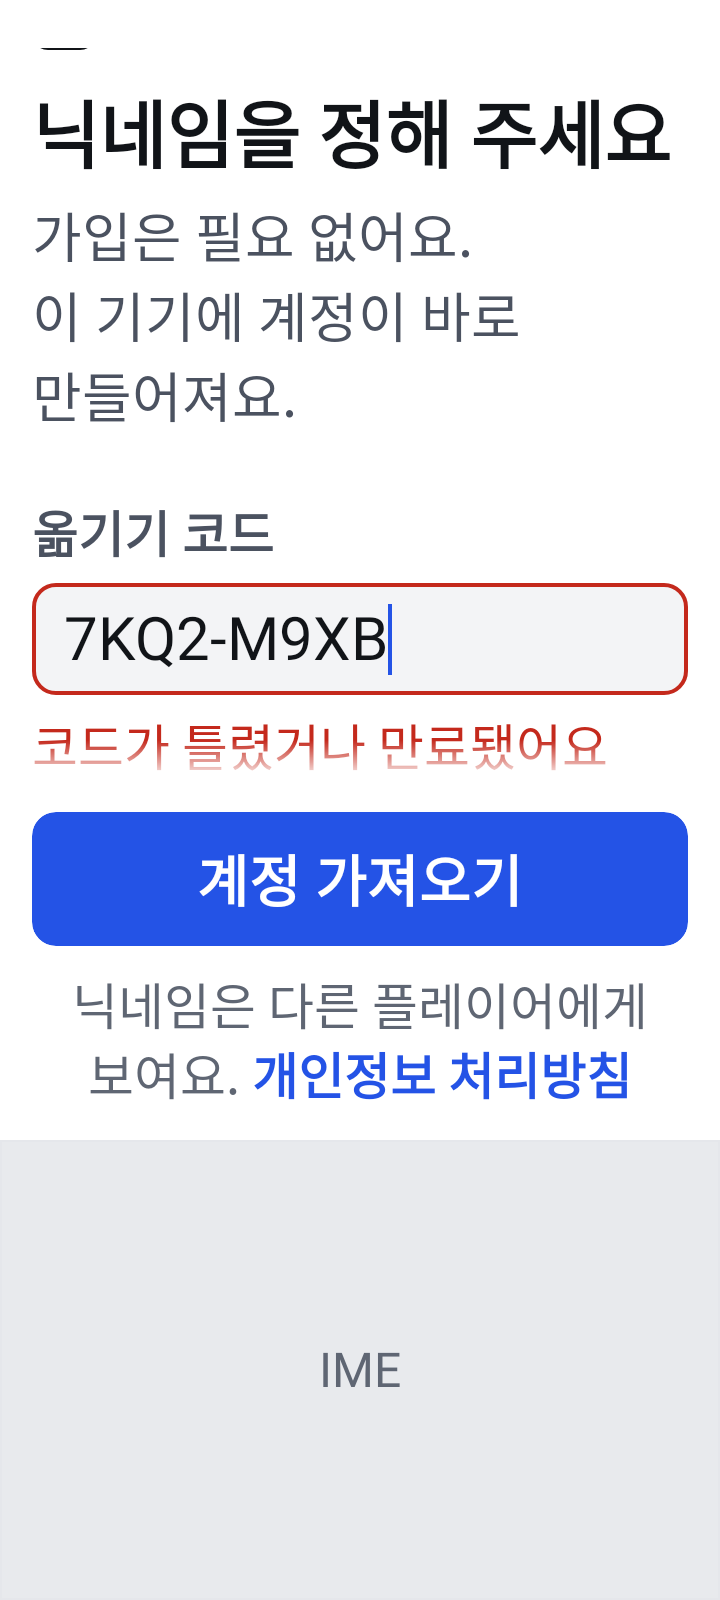 닉네임을 정해 주세요
가입은 필요 없어요.
이 기기에 계정이 바로
만들어져요.
옮기기 코드
7KQ2-M9XB
코드가 틀렸거나 만료됐어요
계정 가져오기
닉네임은 다른 플레이어에게
보여요. 개인정보 처리방침
IME